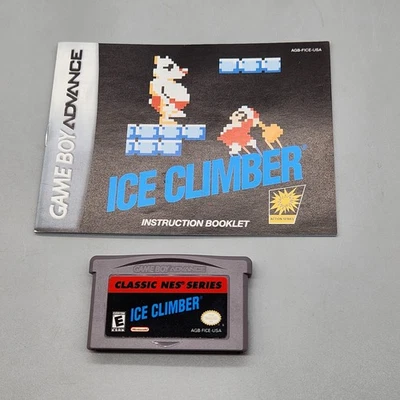 AGB-FICE-USA
GAME BOY ADVANCE
ICE CLIMBER
INSTRUCTION BOOKLET
GAME BOY ADVANCE
CLASSIC NES SERIES
ICE CLIMBER
E
Nintendo
AGB-FICE-USA